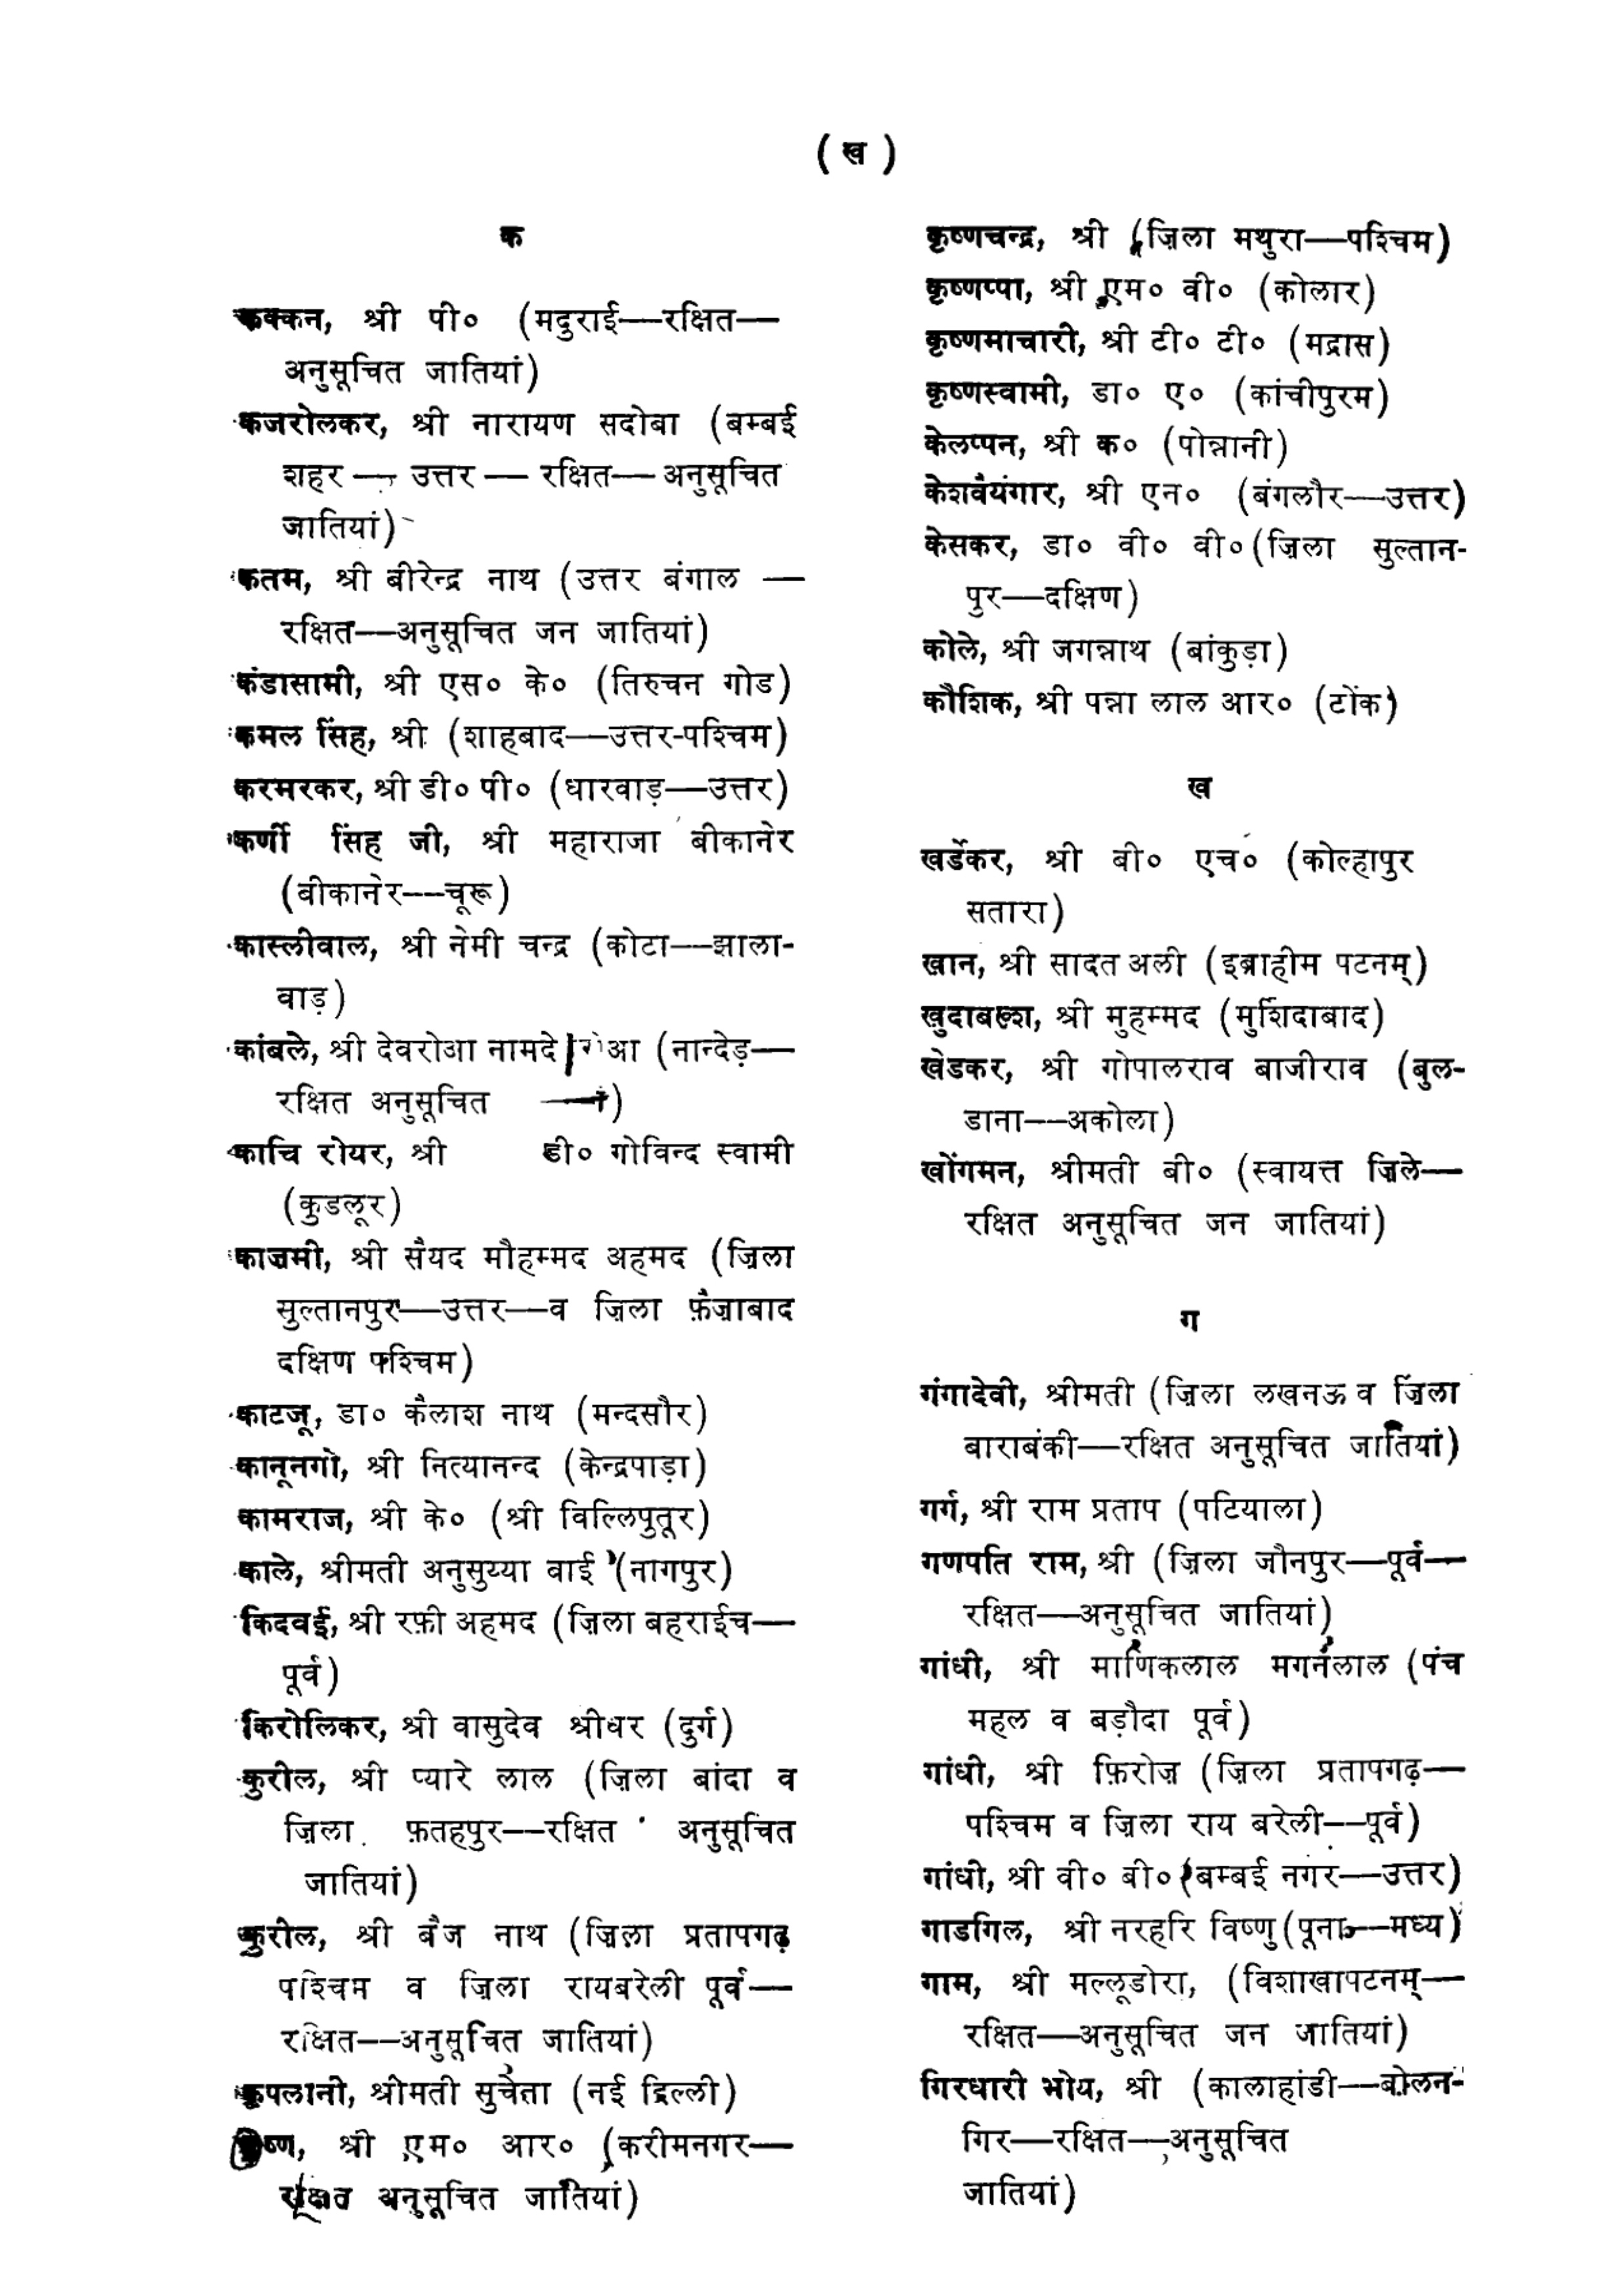 ( ख )
क
कक्कन, श्री पी० (मदुराई––रक्षित––
अनुसूचित जातियां)
कजरोलकर, श्री नारायण सदोबा (बम्बई
शहर –– उत्तर –– रक्षित–– अनुसूचित
जातियां)
कतम, श्री बीरेन्द्र नाथ (उत्तर बंगाल ––
रक्षित––अनुसूचित जन जातियां)
कंडासामी, श्री एस० के० (तिरुचन गोड)
कमल सिंह, श्री (शाहबाद––उत्तर-पश्चिम)
करमरकर, श्री डी० पी० (धारवाड़––उत्तर)
कर्णी सिंह जी, श्री महाराजा बीकानेर
(बीकानेर––चूरू)
कास्लीवाल, श्री नेमी चन्द्र (कोटा––झाला-
वाड़)
कांबले, श्री देवरोआ नामदे (नान्देड़––
रक्षित अनुसूचित
काचि रोयर, श्री डी० गोविन्द स्वामी
(कुडलूर)
काज़मी, श्री सैयद मौहम्मद अहमद (ज़िला
सुल्तानपुर––उत्तर––व ज़िला फ़ैज़ाबाद
दक्षिण पश्चिम)
काटजू, डा० कैलाश नाथ (मन्दसौर)
कानूनगो, श्री नित्यानन्द (केन्द्रपाड़ा)
कामराज, श्री के० (श्री विल्लिपुतूर)
काले, श्रीमती अनुसुय्या बाई (नागपुर)
किदवई, श्री रफ़ी अहमद (ज़िला बहराईच––
पूर्व)
किरोलिकर, श्री वासुदेव श्रीधर (दुर्ग)
कुरील, श्री प्यारे लाल (ज़िला बांदा व
ज़िला फ़तहपुर––रक्षित अनुसूचित
जातियां)
कुरील, श्री बैज नाथ (ज़िला प्रतापगढ़
पश्चिम व ज़िला रायबरेली पूर्व––
रक्षित––अनुसूचित जातियां)
कृपलानी, श्रीमती सुचेता (नई दिल्ली)
कृष्ण, श्री एम० आर० (करीमनगर––
रक्षित अनुसूचित जातियां)
कृष्णचन्द्र, श्री (ज़िला मथुरा––पश्चिम)
कृष्णप्पा, श्री एम० वी० (कोलार)
कृष्णमाचारी, श्री टी० टी० (मद्रास)
कृष्णस्वामी, डा० ए० (कांचीपुरम)
केलप्पन, श्री क० (पोन्नानी)
केशवैयंगार, श्री एन० (बंगलौर––उत्तर)
केसकर, डा० वी० वी० (ज़िला सुल्तान-
पुर––दक्षिण)
कोले, श्री जगन्नाथ (बांकुड़ा)
कौशिक, श्री पन्ना लाल आर० (टोंक)
ख
खर्डेकर, श्री बी० एच० (कोल्हापुर
सतारा)
खान, श्री सादत अली (इब्राहीम पटनम्)
खुदाबख्श, श्री मुहम्मद (मुर्शिदाबाद)
खेडकर, श्री गोपालराव बाजीराव (बुल-
डाना––अकोला)
खोंगमन, श्रीमती बी० (स्वायत्त ज़िले––
रक्षित अनुसूचित जन जातियां)
ग
गंगादेवी, श्रीमती (ज़िला लखनऊ व ज़िला
बाराबंकी––रक्षित अनुसूचित जातियां)
गर्ग, श्री राम प्रताप (पटियाला)
गणपति राम, श्री (ज़िला जौनपुर––पूर्व––
रक्षित––अनुसूचित जातियां)
गांधी, श्री माणिकलाल मगनलाल (पंच
महल व बड़ौदा पूर्व)
गांधी, श्री फ़िरोज़ (ज़िला प्रतापगढ़––
पश्चिम व ज़िला राय बरेली––पूर्व)
गांधी, श्री वी० बी० (बम्बई नगर––उत्तर)
गाडगिल, श्री नरहरि विष्णु (पूना––मध्य)
गाम, श्री मल्लूडोरा, (विशाखापटनम्––
रक्षित––अनुसूचित जन जातियां)
गिरधारी भोय, श्री (कालाहांडी––बोलन-
गिर––रक्षित––अनुसूचित
जातियां)